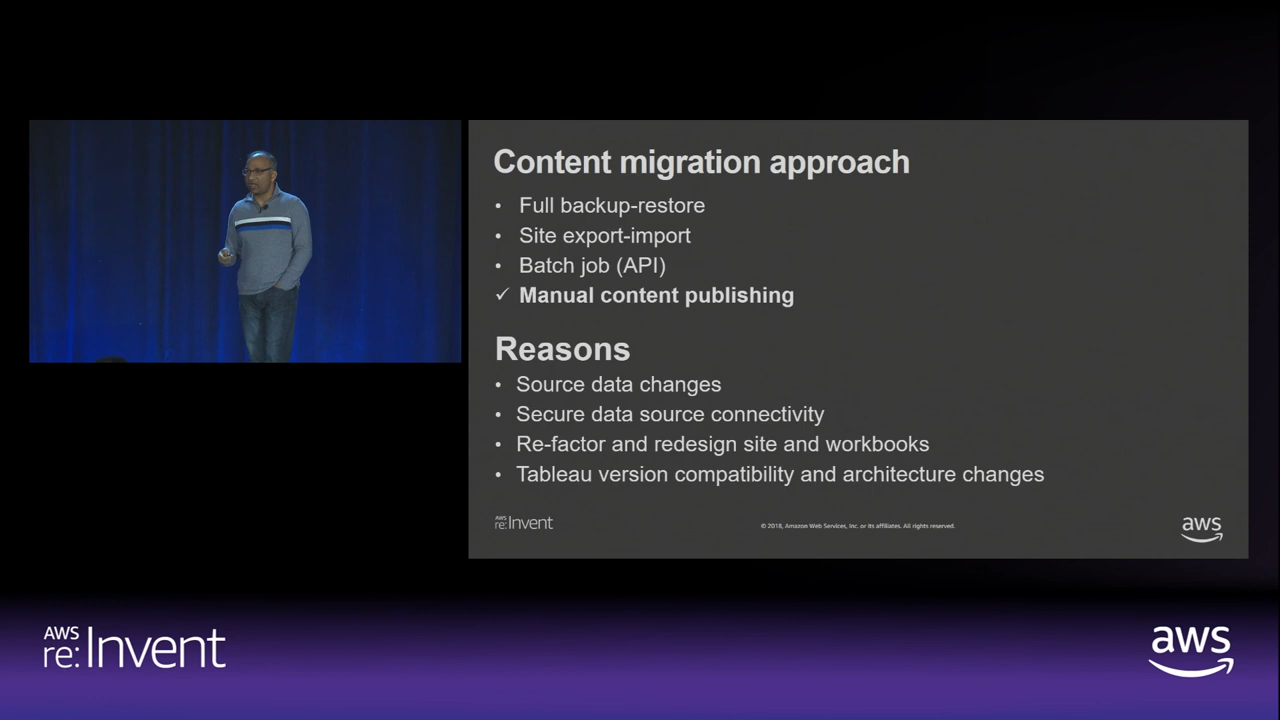 Content migration approach
• Full backup-restore
• Site export-import
• Batch job (API)
✓ Manual content publishing
Reasons
• Source data changes
• Secure data source connectivity
• Re-factor and redesign site and workbooks
• Tableau version compatibility and architecture changes
AWS
re:Invent
© 2018, Amazon Web Services, Inc. or its affiliates. All rights reserved.
aws
AWS
re:Invent
aws